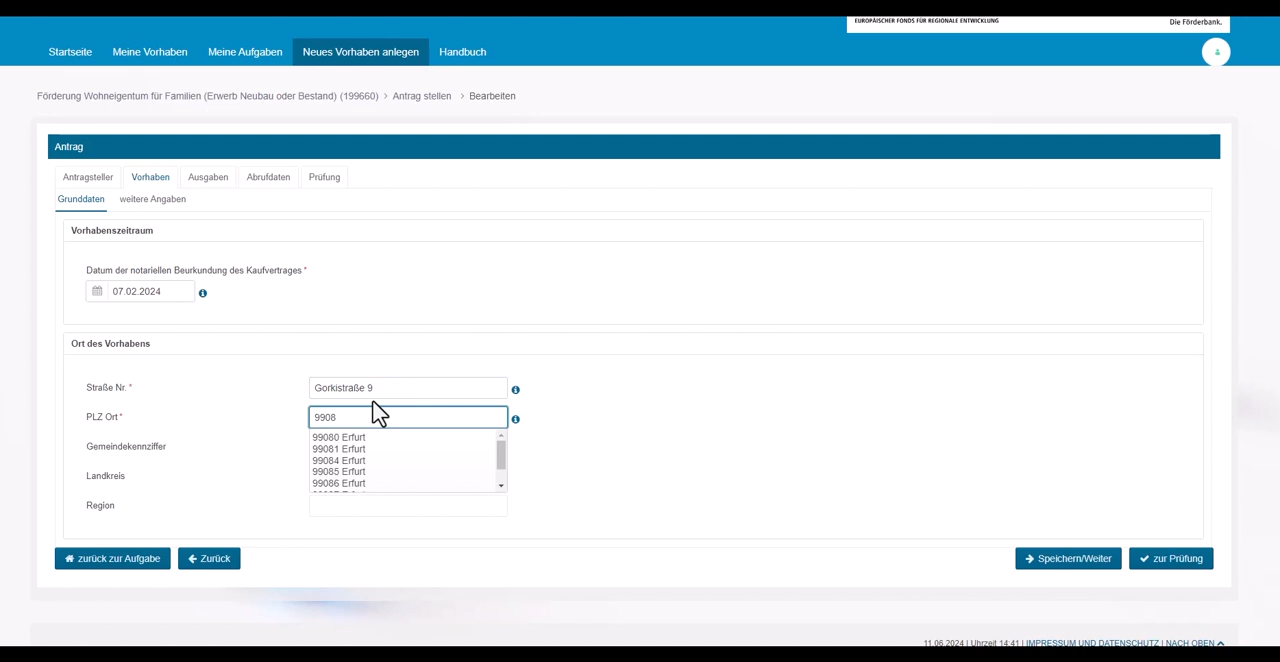 EUROPÄISCHER FONDS FÜR REGIONALE ENTWICKLUNG
Die Förderbank.
Startseite Meine Vorhaben Meine Aufgaben Neues Vorhaben anlegen Handbuch
Förderung Wohneigentum für Familien (Erwerb Neubau oder Bestand) (199660) > Antrag stellen > Bearbeiten
Antrag
Antragsteller Vorhaben Ausgaben Abrufdaten Prüfung
Grunddaten weitere Angaben
Vorhabenszeitraum
Datum der notariellen Beurkundung des Kaufvertrages *
07.02.2024
Ort des Vorhabens
Straße Nr. * Gorkistraße 9
PLZ Ort * 9908
99080 Erfurt
99081 Erfurt
Gemeindekennziffer
99084 Erfurt
99085 Erfurt
Landkreis
99086 Erfurt
Region
zurück zur Aufgabe Zurück Speichern/Weiter zur Prüfung
11.06.2024 | Uhrzeit 14:41 | IMPRESSUM UND DATENSCHUTZ | NACH OBEN